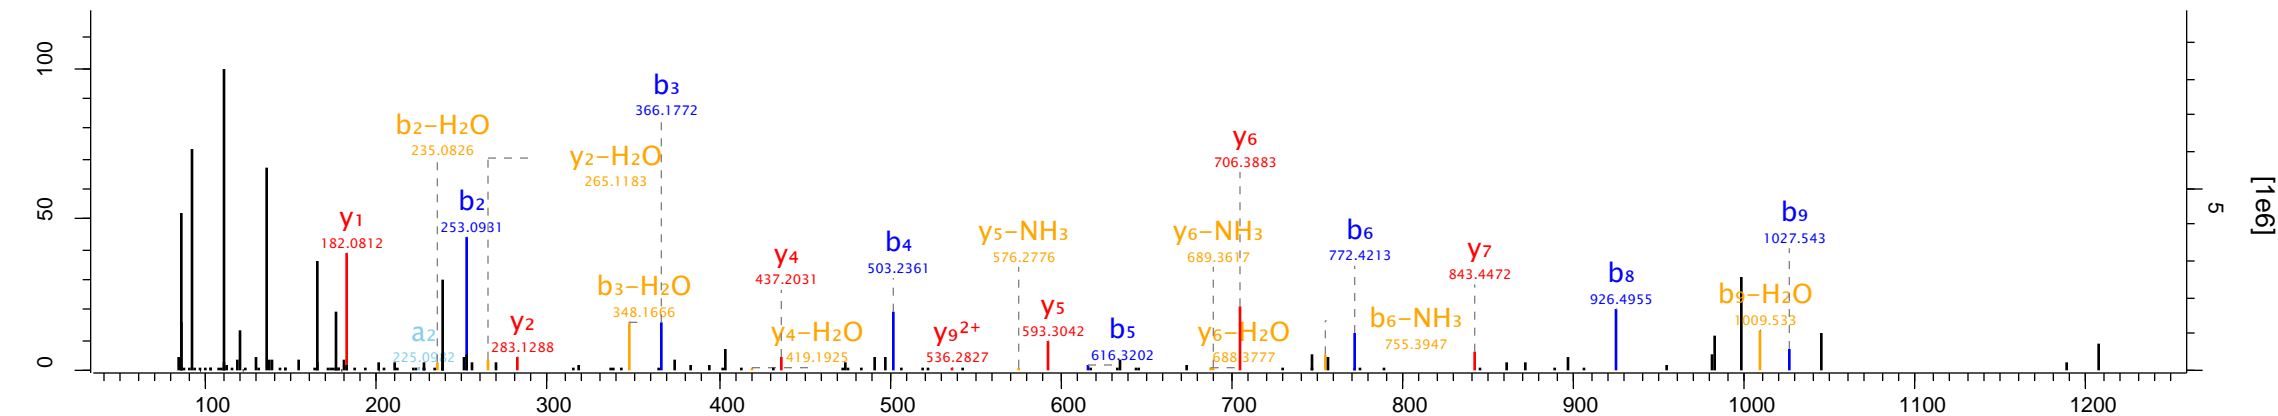 100
50
0
y1
182.0812
b2–H2O
235.0826
a2
225.0982
b2
253.0931
y2–H2O
265.1183
y2
283.1288
b3–H2O
348.1666
b3
366.1772
y4
437.2031
y4–H2O
419.1925
b4
503.2361
y9 2+
536.2827
y5–NH3
576.2776
y5
593.3042
b5
616.3202
y6–NH3
689.3617
y6–H2O
688.3777
y6
706.3883
b6
772.4213
b6–NH3
755.3947
y7
843.4472
b8
926.4955
b9–H2O
1009.533
b9
1027.543
5
[1e6]
100 200 300 400 500 600 700 800 900 1000 1100 1200